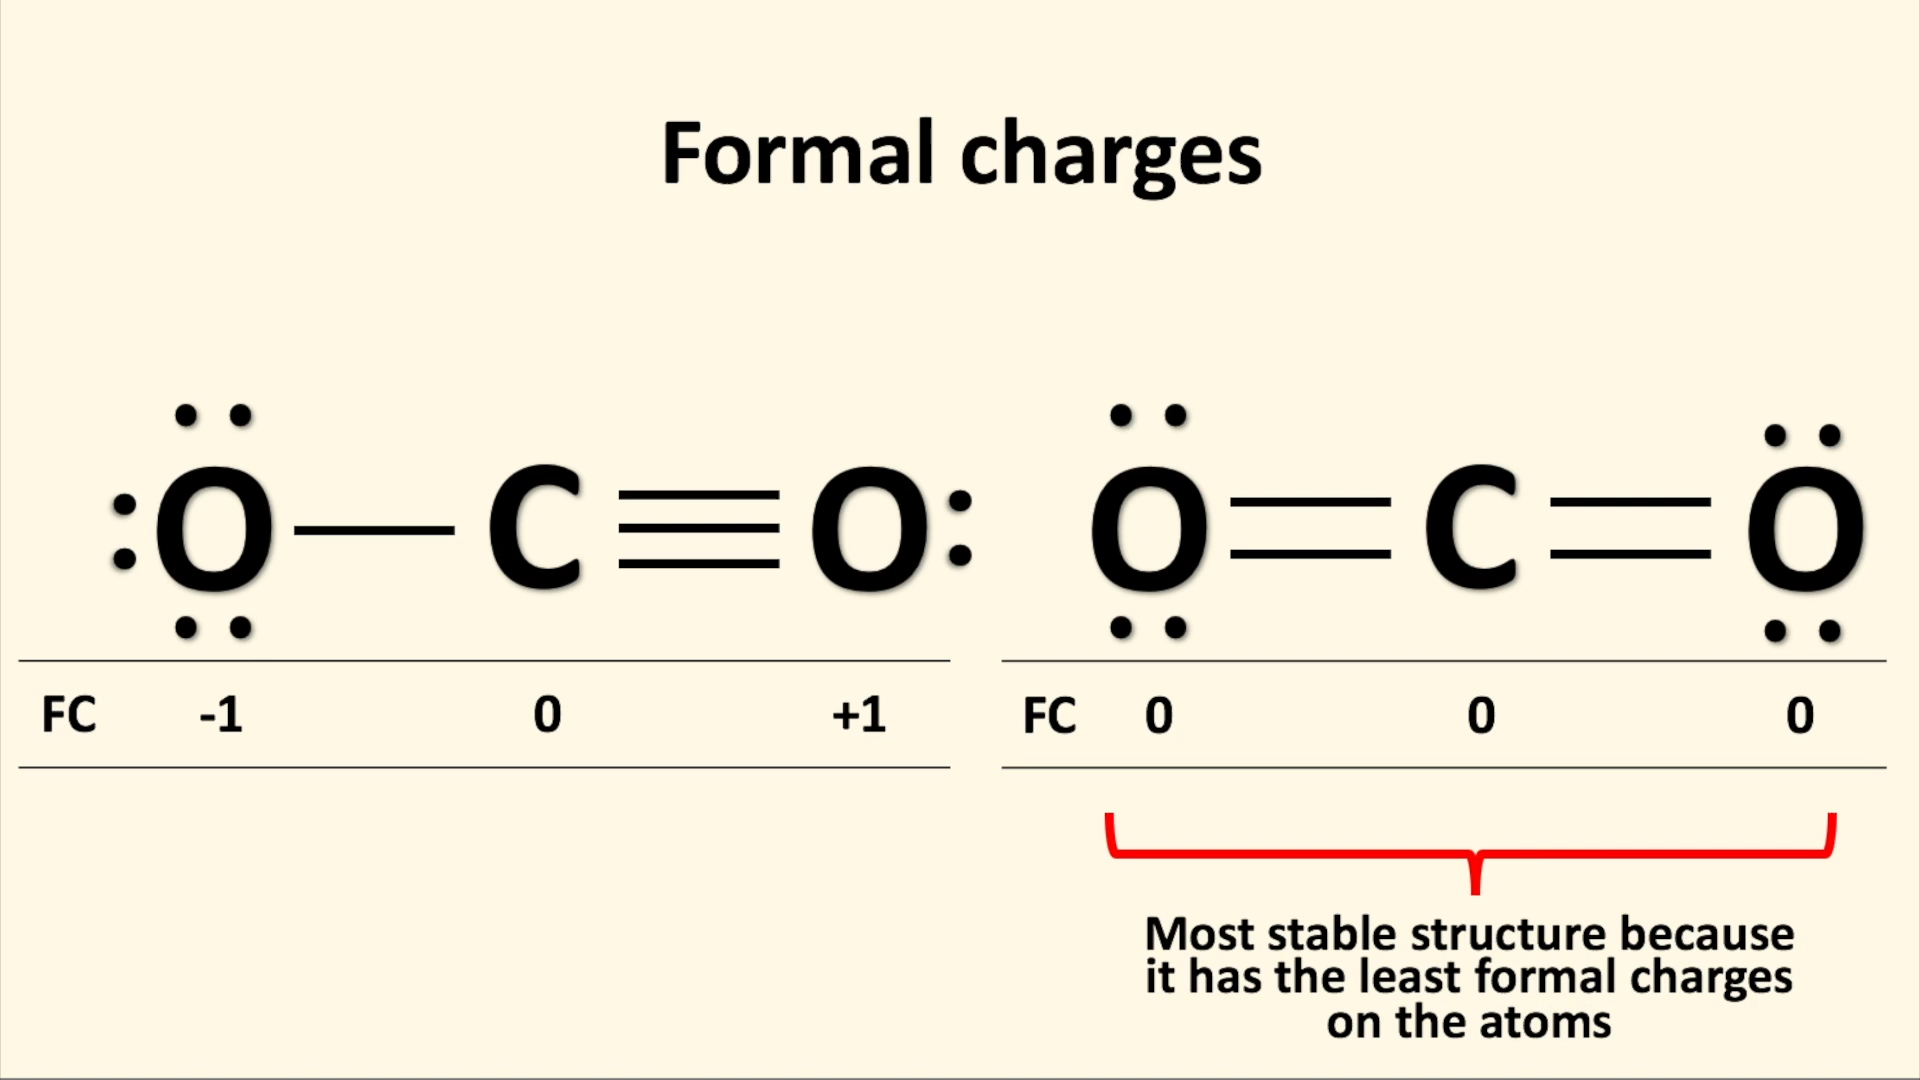 Formal charges
O C O O C O
FC -1 0 +1 FC 0 0 0
Most stable structure because
it has the least formal charges
on the atoms